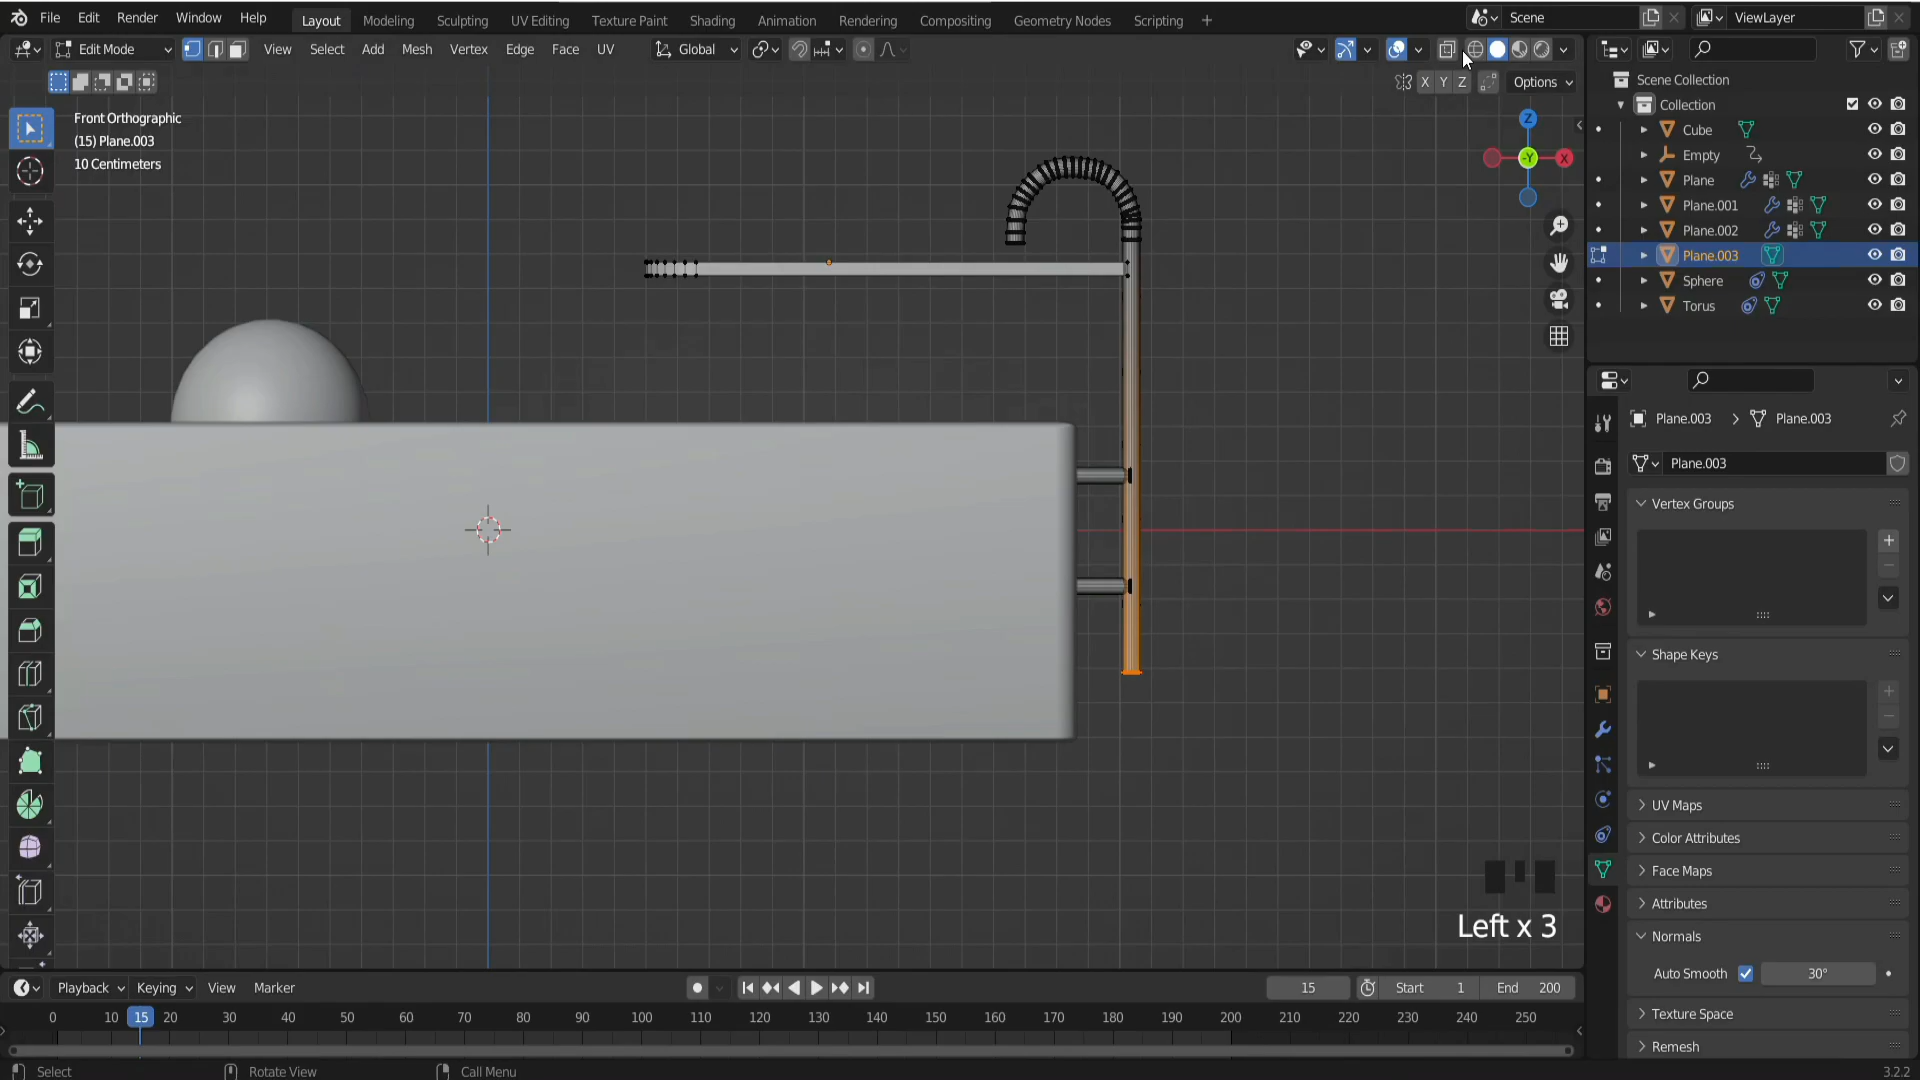 File Edit Render Window Help Layout Modeling Sculpting UV Editing Texture Paint Shading Animation Rendering Compositing Geometry Nodes Scripting + Scene ViewLayer
Edit Mode View Select Add Mesh Vertex Edge Face UV Global
X Y Z Options
Front Orthographic
(15) Plane.003
10 Centimeters
Z
-Y
X
Left x 3
Scene Collection
Collection
Cube
Empty
Plane
Plane.001
Plane.002
Plane.003
Sphere
Torus
Plane.003 > Plane.003
Plane.003
Vertex Groups
Shape Keys
UV Maps
Color Attributes
Face Maps
Attributes
Normals
Auto Smooth 30°
Texture Space
Remesh
Playback Keying View Marker 15 Start 1 End 200
0 10 15 20 30 40 50 60 70 80 90 100 110 120 130 140 150 160 170 180 190 200 210 220 230 240 250
Select Rotate View Call Menu 3.2.2